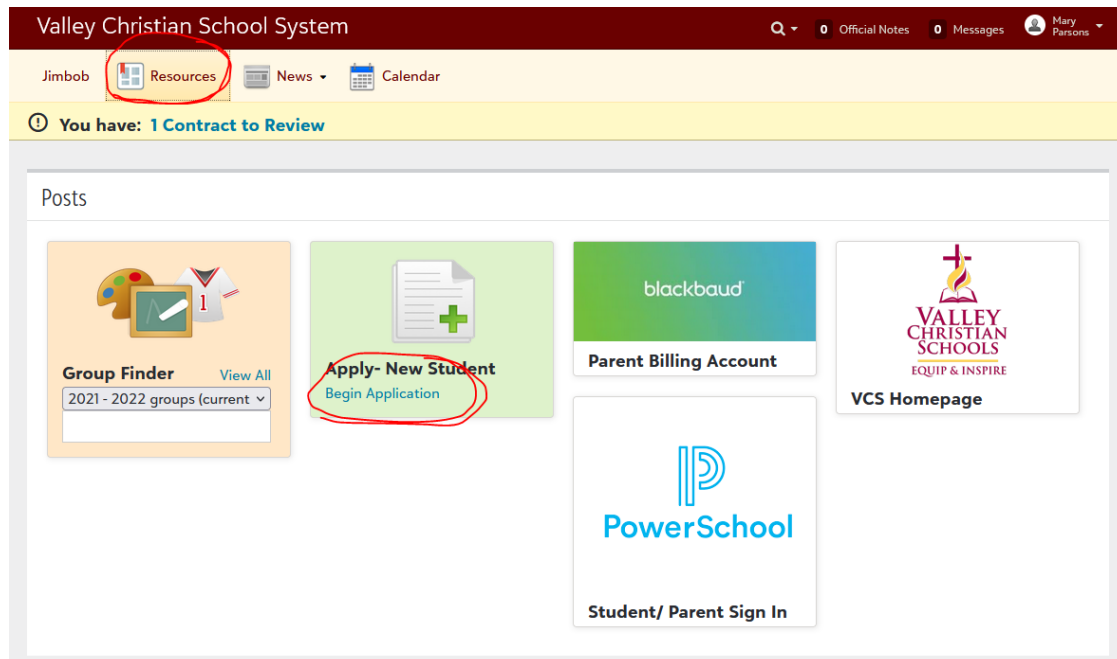 Valley Christian School System
0 Official Notes 0 Messages Mary Parsons
Jimbob Resources News Calendar
You have: 1 Contract to Review
Posts
1
Group Finder View All
2021 - 2022 groups (current
Apply- New Student
Begin Application
blackbaud
Parent Billing Account
PowerSchool
Student/ Parent Sign In
VALLEY
CHRISTIAN
SCHOOLS
EQUIP & INSPIRE
VCS Homepage